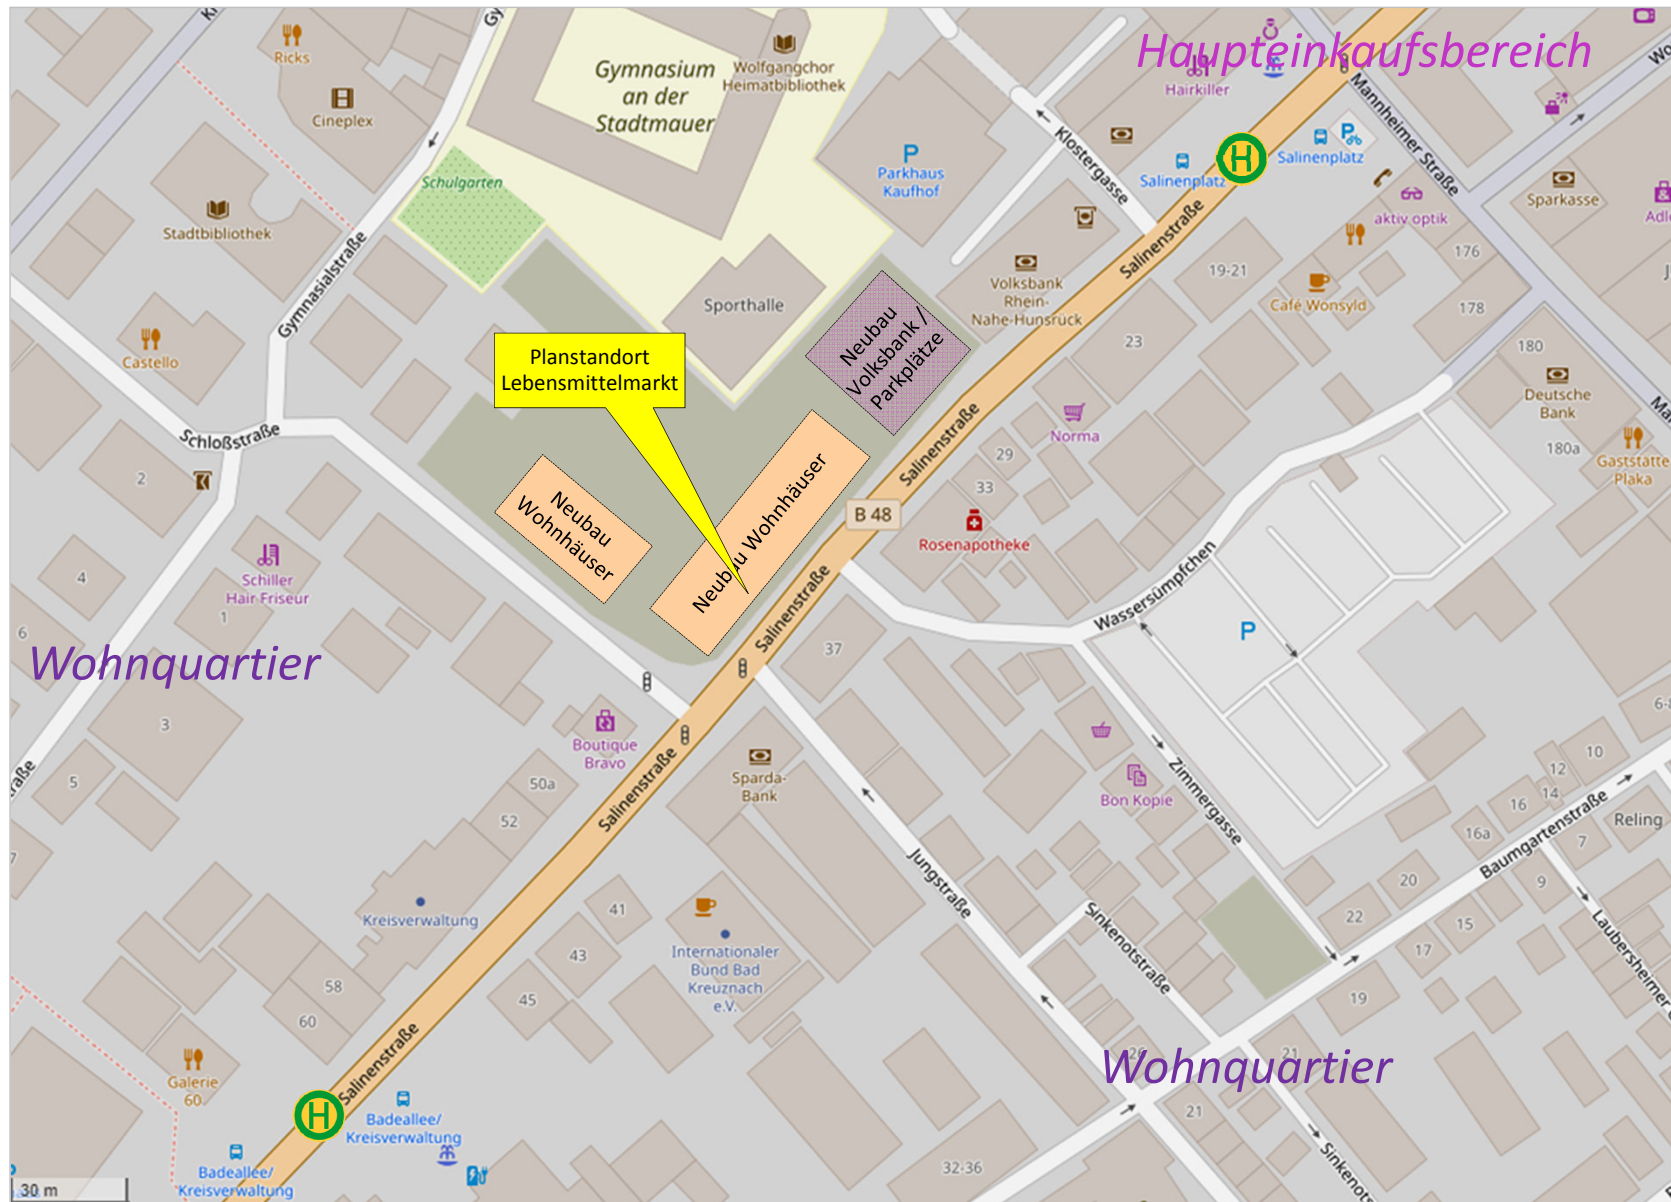 Haupteinkaufsbereich
Ricks
Cineplex
Gymnasium
an der
Stadtmauer
Wolfgangchor
Heimatbibliothek
Hairkiller
Mannheimer Straße
Klostergasse
P
Parkhaus
Kaufhof
H
Salinenplatz
Salinenplatz
Schulgarten
Sparkasse
aktiv optik
Stadtbibliothek
Gymnasialstraße
Salinenstraße
176
19-21
Volksbank
Rhein-
Nahe-Hunsrück
Café Wonsyld
178
Sporthalle
Neubau
Volksbank /
Parkplätze
Castello
Planstandort
Lebensmittelmarkt
23
180
Deutsche
Bank
Norma
180a
Gaststätte
Plaka
Schloßstraße
2
Salinenstraße
29
33
Neubau
Wohnhäuser
Neubau Wohnhäuser
B 48
Rosenapotheke
Schiller
Hair Friseur
4
1
6
Wohnquartier
Salinenstraße
Wassersümpfchen
P
37
3
Boutique
Bravo
Sparda-
Bank
50a
52
5
7
Salinenstraße
Bon Kopie
Zimmergasse
10
12
14
16
16a
Baumgartenstraße
Reling
7
9
20
22
15
17
19
Jungstraße
Sinkenotstraße
Laubersheimer
Kreisverwaltung
41
43
45
Internationaler
Bund Bad
Kreuznach
e.V.
58
60
Galerie
60
Salinenstraße
H
Badeallee/
Kreisverwaltung
Badeallee/
Kreisverwaltung
Wohnquartier
21
21
32-36
30 m